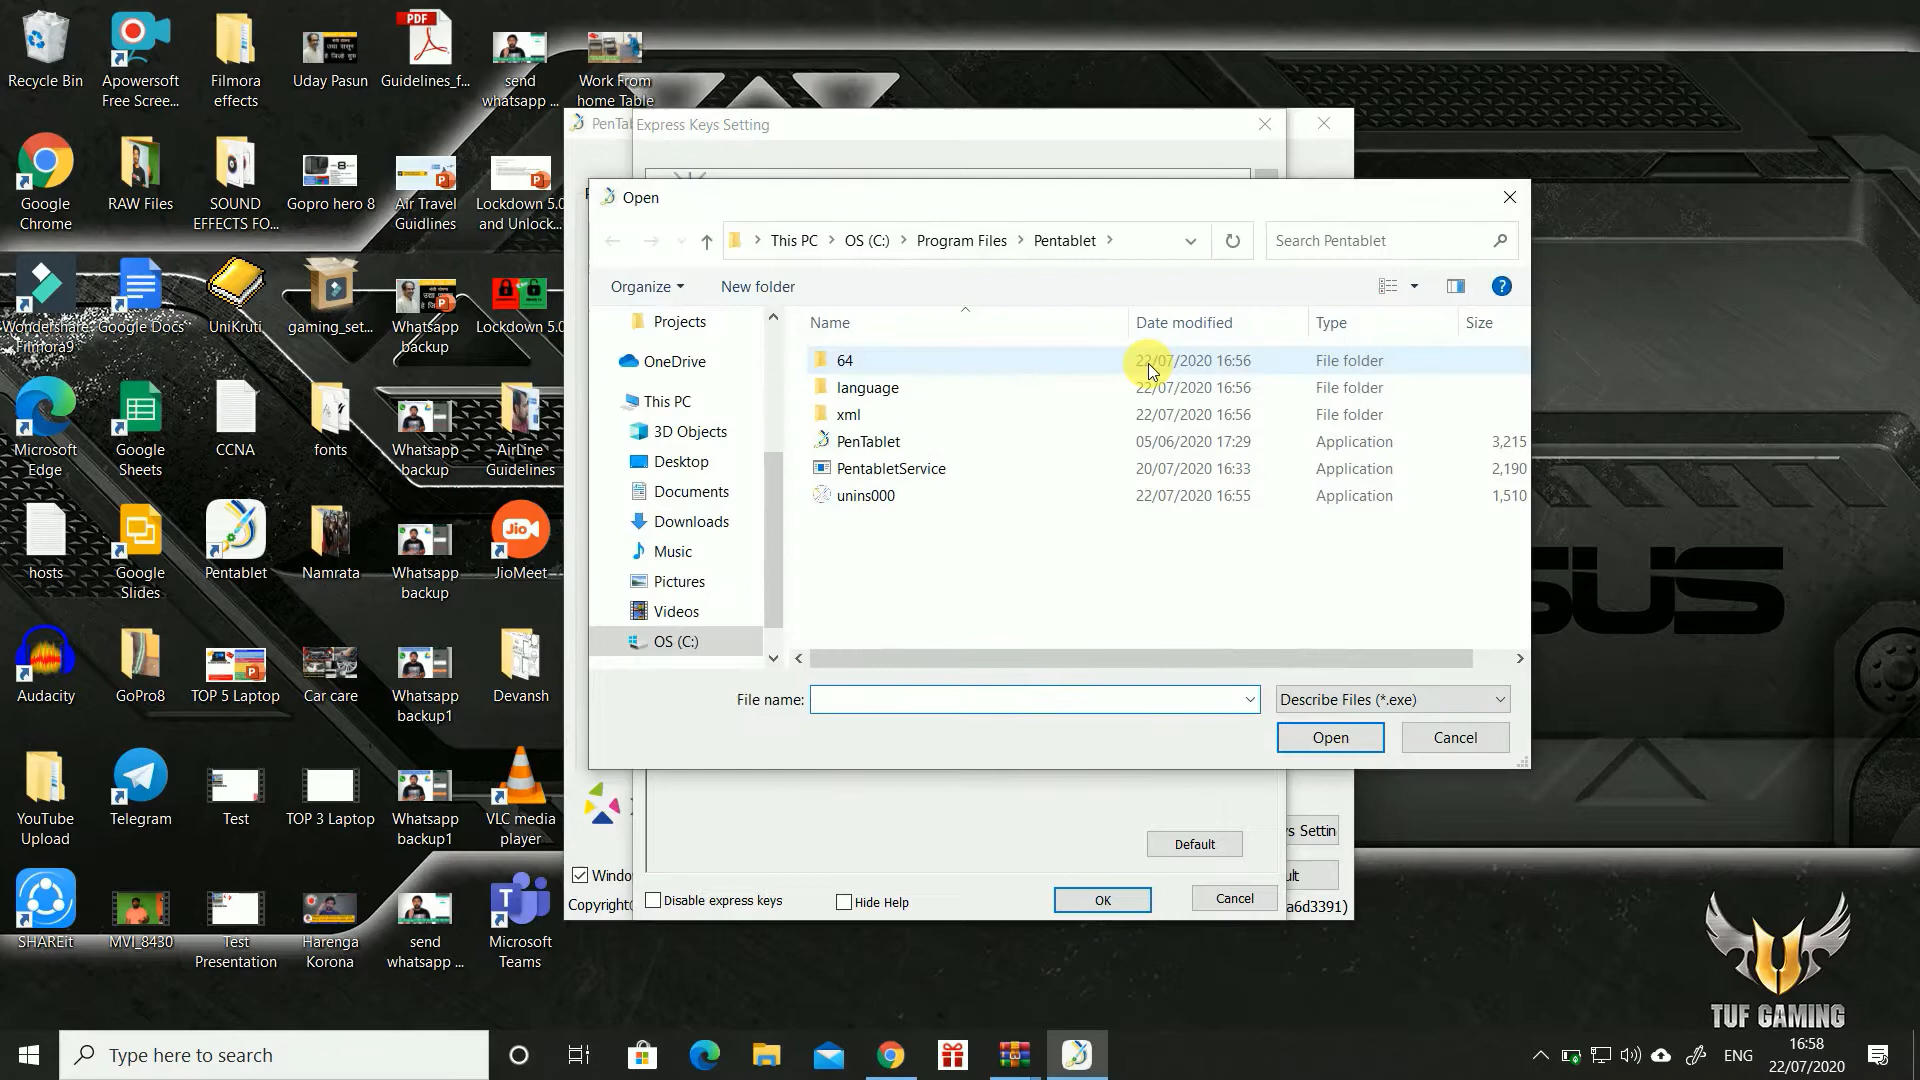 Recycle Bin
Apowersoft
Free Scree...
Filmora
effects
Uday Pasun
PDF
Guidelines_f...
send
whatsapp ...
Work From
home Table
Google
Chrome
RAW Files
SOUND
EFFECTS FO...
Gopro hero 8
Air Travel
Guidlines
Lockdown 5.0
and Unlock...
Wondershare
Filmora9
Google Docs
UniKruti
gaming_set...
Whatsapp
backup
Lockdown 5.0
Microsoft
Edge
Google
Sheets
CCNA
fonts
Whatsapp
backup
AirLine
Guidelines
hosts
Google
Slides
Pentablet
Namrata
Whatsapp
backup
Jio
JioMeet
Audacity
GoPro8
TOP 5 Laptop
Car care
Whatsapp
backup1
Devansh
YouTube
Upload
Telegram
Test
TOP 3 Laptop
Whatsapp
backup1
VLC media
player
SHAREit
MVI_8430
Test
Presentation
Harenga
Korona
send
whatsapp ...
Microsoft
Teams
PenTab
Express Keys Setting
Open
This PC > OS (C:) > Program Files > Pentablet >
Search Pentablet
Organize
New folder
Projects
OneDrive
This PC
3D Objects
Desktop
Documents
Downloads
Music
Pictures
Videos
OS (C:)
Name Date modified Type Size
64 22/07/2020 16:56 File folder
language 22/07/2020 16:56 File folder
xml 22/07/2020 16:56 File folder
PenTablet 05/06/2020 17:29 Application 3,215
PentabletService 20/07/2020 16:33 Application 2,190
unins000 22/07/2020 16:55 Application 1,510
File name:
Describe Files (*.exe)
Open
Cancel
Default
s Settin
Windo
ult
Copyright
a6d3391)
Disable express keys
Hide Help
OK
Cancel
SUS
TUF GAMING
Type here to search
ENG
16:58
22/07/2020